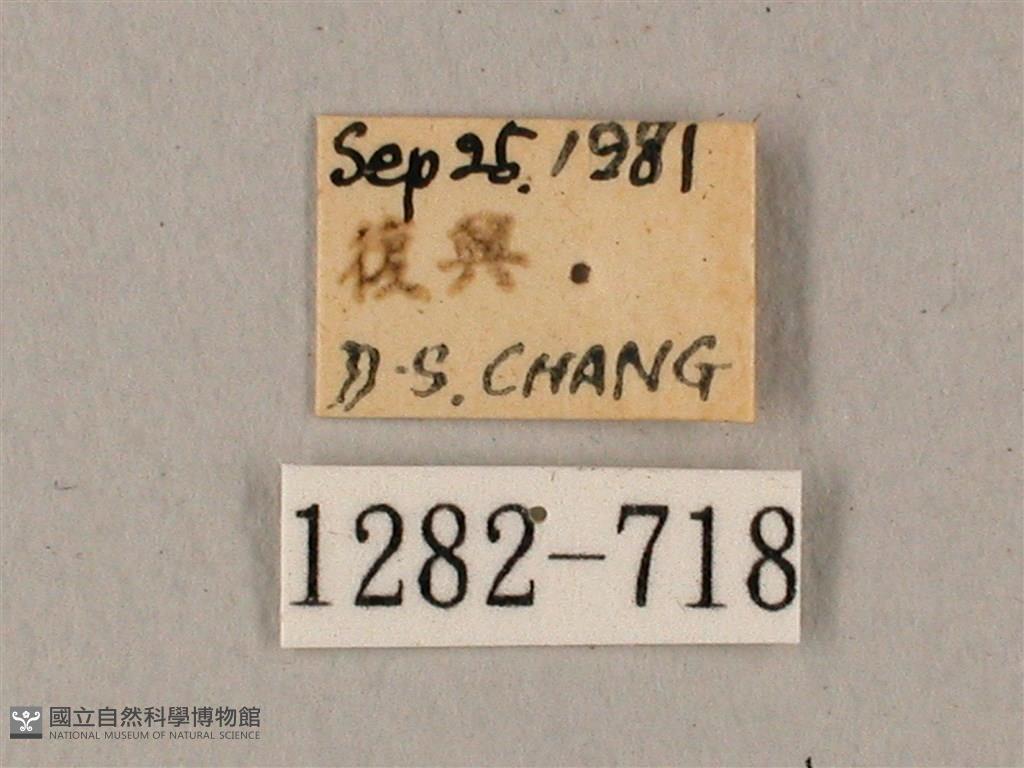 Sep 25. 1981
復興
D.S. CHANG
1282-718
國立自然科學博物館
NATIONAL MUSEUM OF NATURAL SCIENCE